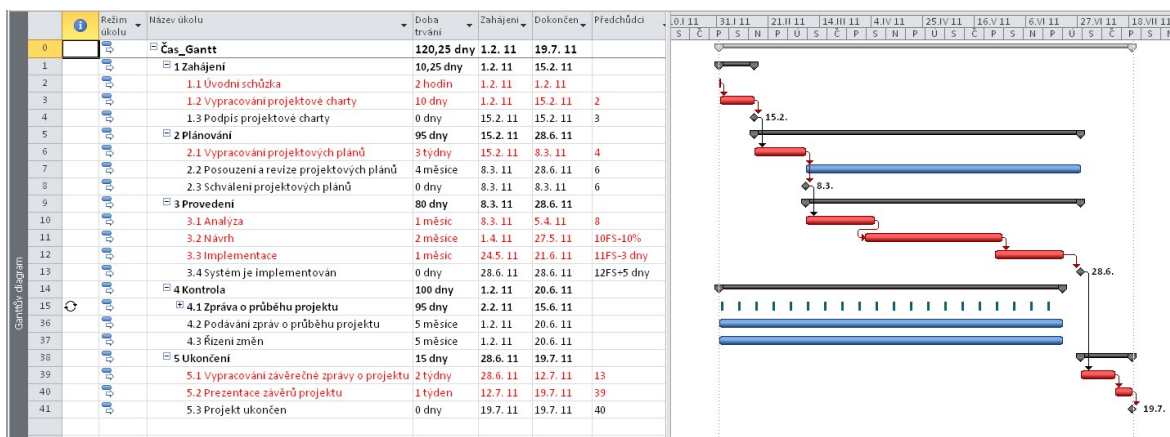 Režim úkolu Název úkolu Doba trvání Zahájení Dokončen Předchůdci
10.I 11 31.I 11 21.II 11 14.III 11 4.IV 11 25.IV 11 16.V 11 6.VI 11 27.VI 11 18.VII 11
S Č P S N P Ú S Č P S N P Ú S Č P S N P Ú S Č P
0 Čas_Gantt 120,25 dny 1.2. 11 19.7. 11
1 1 Zahájení 10,25 dny 1.2. 11 15.2. 11
2 1.1 Úvodní schůzka 2 hodin 1.2. 11 1.2. 11
3 1.2 Vypracování projektové charty 10 dny 1.2. 11 15.2. 11 2
4 1.3 Podpis projektové charty 0 dny 15.2. 11 15.2. 11 3 15.2.
5 2 Plánování 95 dny 15.2. 11 28.6. 11
6 2.1 Vypracování projektových plánů 3 týdny 15.2. 11 8.3. 11 4
7 2.2 Posouzení a revize projektových plánů 4 měsíce 8.3. 11 28.6. 11 6
8 2.3 Schválení projektových plánů 0 dny 8.3. 11 8.3. 11 6 8.3.
9 3 Provedení 80 dny 8.3. 11 28.6. 11
10 3.1 Analýza 1 měsíc 8.3. 11 5.4. 11 8
11 3.2 Návrh 2 měsíce 1.4. 11 27.5. 11 10FS-10%
12 3.3 Implementace 1 měsíc 24.5. 11 21.6. 11 11FS-3 dny
13 3.4 Systém je implementován 0 dny 28.6. 11 28.6. 11 12FS+5 dny 28.6.
14 4 Kontrola 100 dny 1.2. 11 20.6. 11
15 4.1 Zpráva o průběhu projektu 95 dny 2.2. 11 15.6. 11
36 4.2 Podávání zpráv o průběhu projektu 5 měsíce 1.2. 11 20.6. 11
37 4.3 Řízení změn 5 měsíce 1.2. 11 20.6. 11
38 5 Ukončení 15 dny 28.6. 11 19.7. 11
39 5.1 Vypracování závěrečné zprávy o projektu 2 týdny 28.6. 11 12.7. 11 13
40 5.2 Prezentace závěrů projektu 1 týden 12.7. 11 19.7. 11 39
41 5.3 Projekt ukončen 0 dny 19.7. 11 19.7. 11 40 19.7.
Ganttův diagram